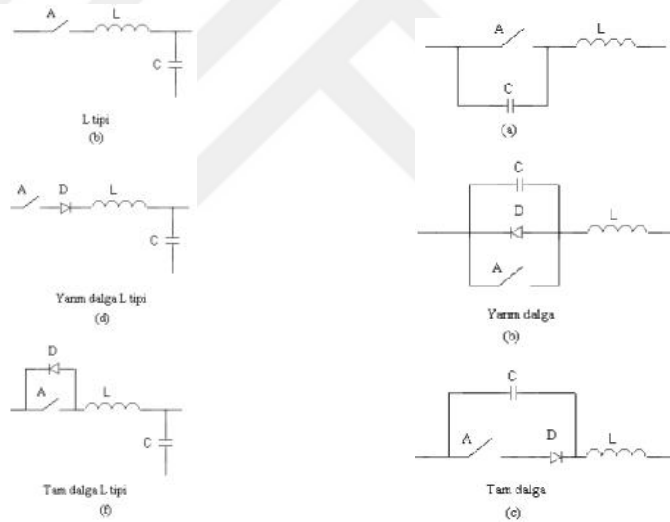 A L
C
L tipi
(b)
A D L
C
Yarım dalga L tipi
(d)
D
A L
C
Tam dalga L tipi
(f)
A L
C
(a)
C
D L
A
Yarım dalga
(b)
C
A D L
Tam dalga
(c)